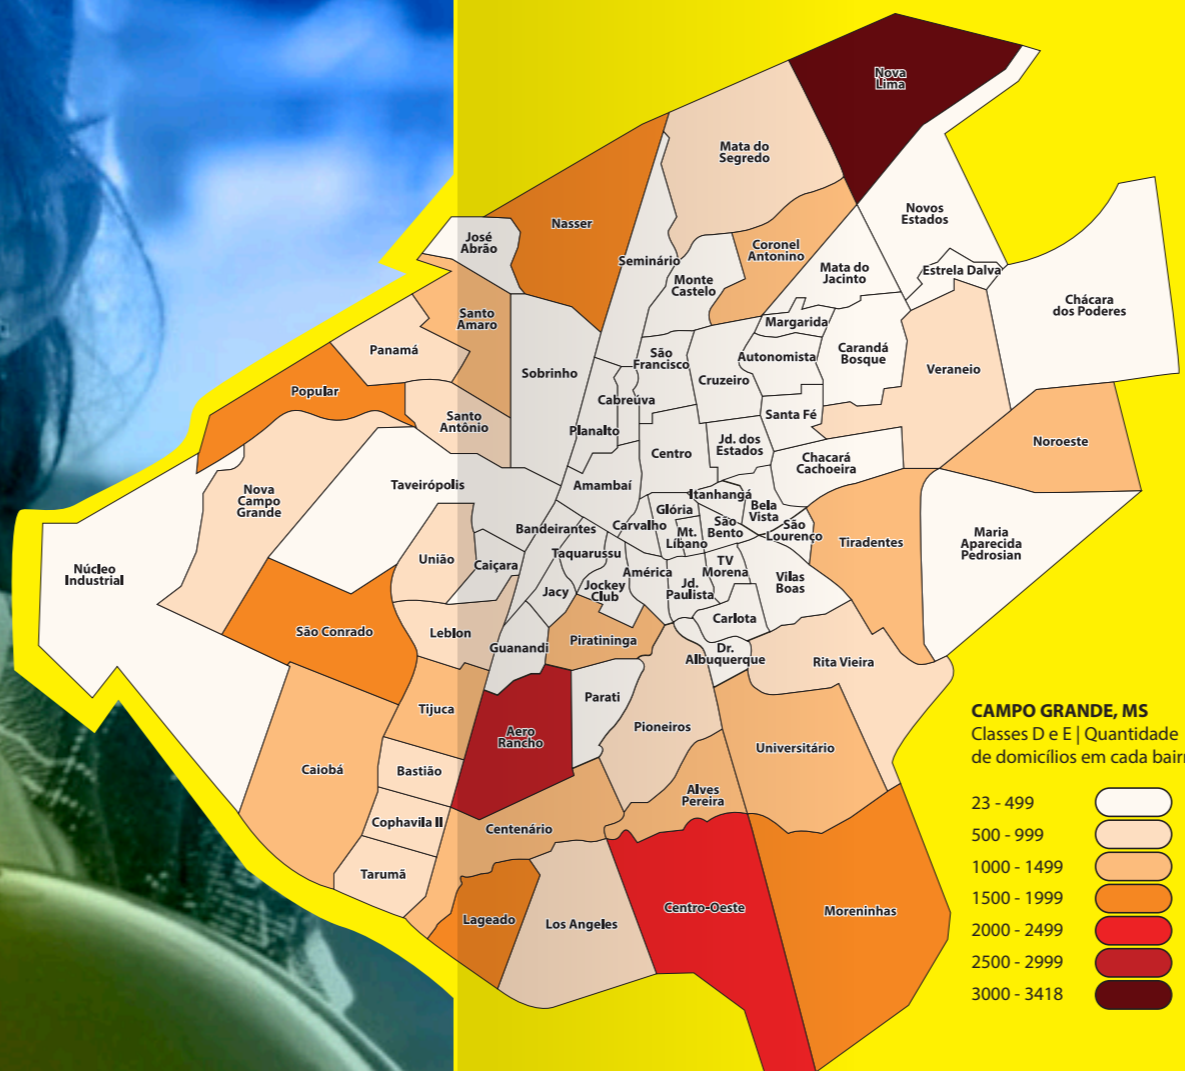 Nova
Lima
Mata do
Segredo
Novos
Estados
Nasser
José
Abrão
Coronel
Antonino
Seminário
Mata do
Jacinto
Estrela Dalva
Monte
Castelo
Chácara
dos Poderes
Santo
Amaro
Margarida
Panamá
São
Francisco
Autonomista
Carandá
Bosque
Sobrinho
Cruzeiro
Veraneio
Popular
Cabreúva
Santo
Antônio
Santa Fé
Planalto
Jd. dos
Estados
Noroeste
Centro
Chacará
Cachoeira
Taveirópolis
Amambaí
Nova
Campo
Grande
Itanhangá
Glória
Bela
Vista
Bandeirantes
Carvalho
Mt.
Líbano
São
Bento
São
Lourenço
Tiradentes
Maria
Aparecida
Pedrosian
União
Caiçara
Taquarussu
Núcleo
Industrial
América
TV
Morena
Jacy
Jockey
Club
Jd.
Paulista
Vilas
Boas
São Conrado
Leblon
Carlota
Guanandi
Piratininga
Dr.
Albuquerque
Rita Vieira
Tijuca
Parati
Aero
Rancho
Pioneiros
Universitário
Caiobá
Bastião
Alves
Pereira
Cophavila II
Centenário
Tarumã
Lageado
Los Angeles
Centro-Oeste
Moreninhas
CAMPO GRANDE, MS
Classes D e E | Quantidade
de domicílios em cada
23 - 499
500 - 999
1000 - 1499
1500 - 1999
2000 - 2499
2500 - 2999
3000 - 3418